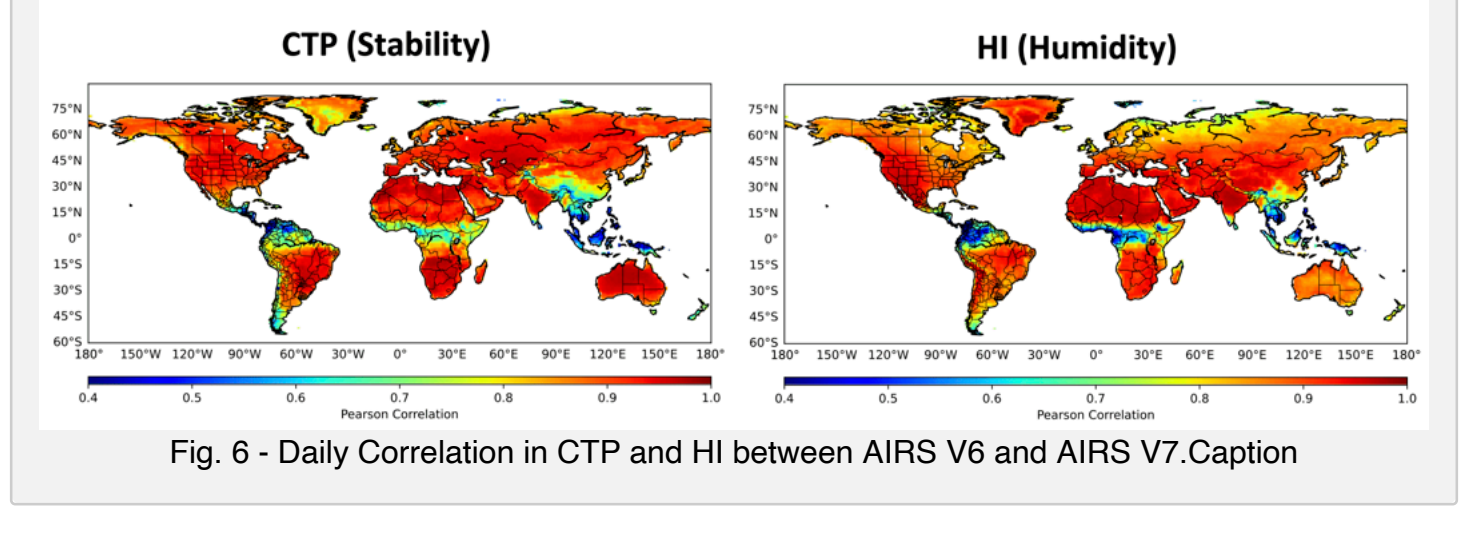 CTP (Stability)
HI (Humidity)
75°N
60°N
45°N
30°N
15°N
0°
15°S
30°S
45°S
60°S
180° 150°W 120°W 90°W 60°W 30°W 0° 30°E 60°E 90°E 120°E 150°E 180°
0.4 0.5 0.6 0.7 0.8 0.9 1.0
Pearson Correlation
75°N
60°N
45°N
30°N
15°N
0°
15°S
30°S
45°S
60°S
180° 150°W 120°W 90°W 60°W 30°W 0° 30°E 60°E 90°E 120°E 150°E 180°
0.4 0.5 0.6 0.7 0.8 0.9 1.0
Pearson Correlation
Fig. 6 - Daily Correlation in CTP and HI between AIRS V6 and AIRS V7.Caption